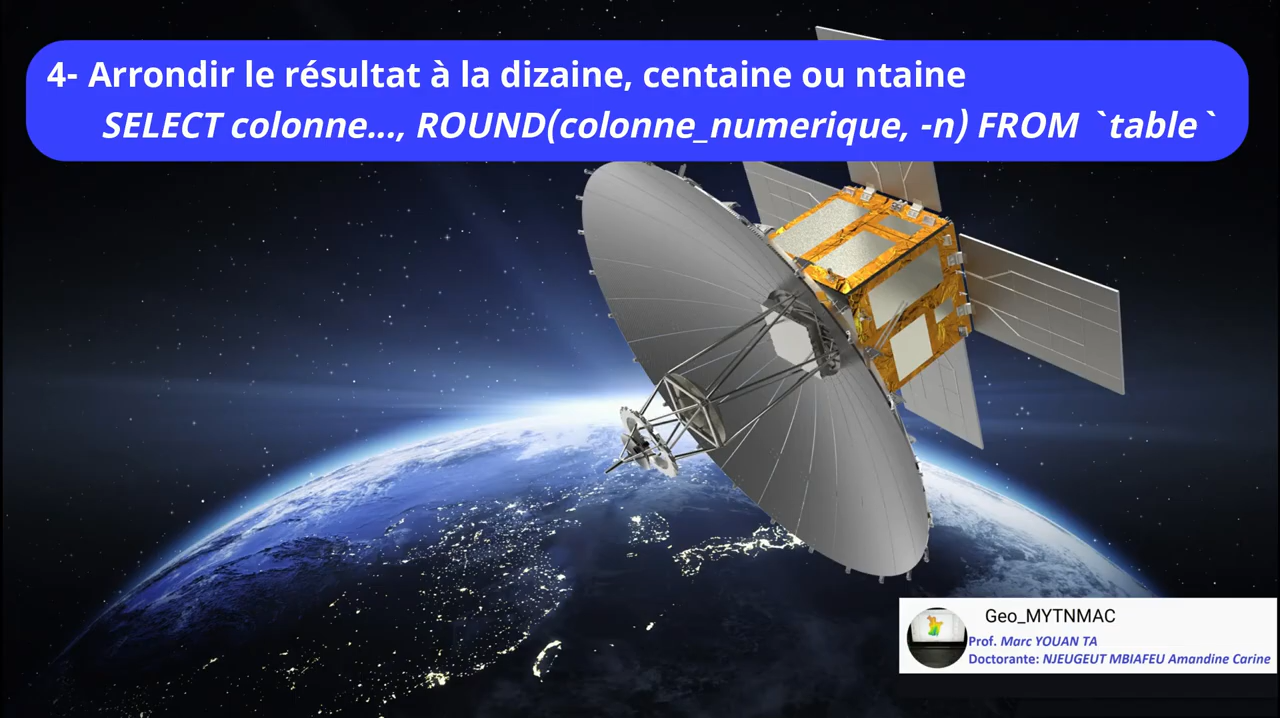 4- Arrondir le résultat à la dizaine, centaine ou ntaine
SELECT colonne..., ROUND(colonne_numerique, -n) FROM `table`
Geo_MYTNMAC
Prof. Marc YOUAN TA
Doctorante: NJEUGEUT MBIAFEU Amandine Carine